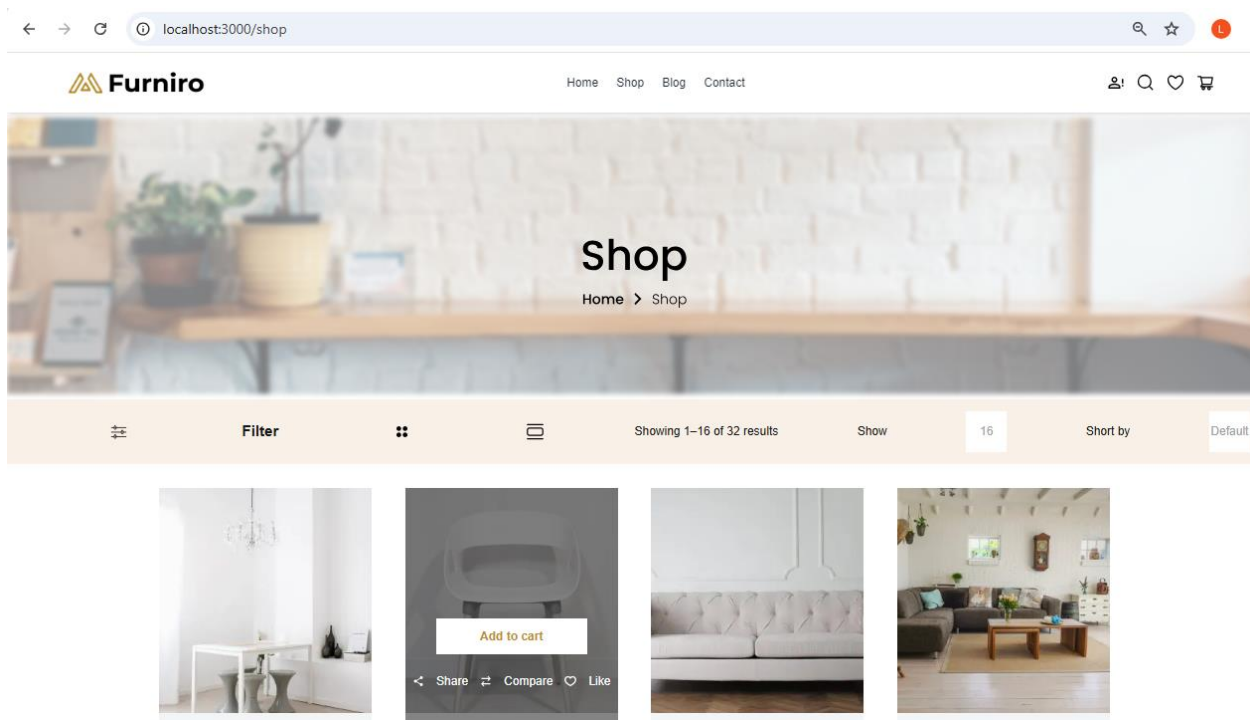 localhost:3000/shop
L
Furniro
Home Shop Blog Contact
Shop
Home > Shop
Filter
Showing 1–16 of 32 results
Show
16
Short by
Default
Add to cart
Share Compare Like